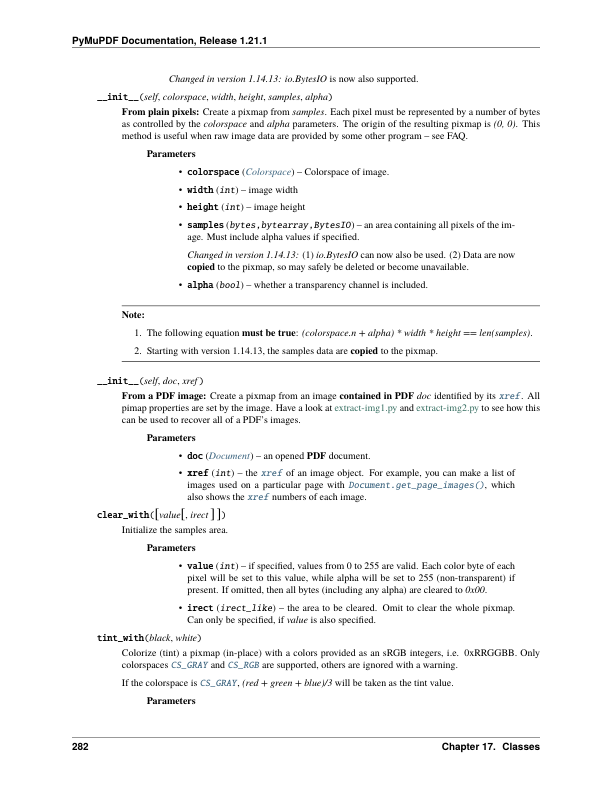 PyMuPDF Documentation, Release 1.21.1
Changed in version 1.14.13: io.BytesIO is now also supported.
__init__(self, colorspace, width, height, samples, alpha)
From plain pixels: Create a pixmap from samples. Each pixel must be represented by a number of bytes
as controlled by the colorspace and alpha parameters. The origin of the resulting pixmap is (0, 0). This
method is useful when raw image data are provided by some other program – see FAQ.
Parameters
• colorspace (Colorspace) – Colorspace of image.
• width (int) – image width
• height (int) – image height
• samples (bytes,bytearray,BytesIO) – an area containing all pixels of the im-
age. Must include alpha values if specified.
Changed in version 1.14.13: (1) io.BytesIO can now also be used. (2) Data are now
copied to the pixmap, so may safely be deleted or become unavailable.
• alpha (bool) – whether a transparency channel is included.
Note:
1. The following equation must be true: (colorspace.n + alpha) * width * height == len(samples).
2. Starting with version 1.14.13, the samples data are copied to the pixmap.
__init__(self, doc, xref)
From a PDF image: Create a pixmap from an image contained in PDF doc identified by its xref. All
pimap properties are set by the image. Have a look at extract-img1.py and extract-img2.py to see how this
can be used to recover all of a PDF's images.
Parameters
• doc (Document) – an opened PDF document.
• xref (int) – the xref of an image object. For example, you can make a list of
images used on a particular page with Document.get_page_images(), which
also shows the xref numbers of each image.
clear_with([value[, irect ]])
Initialize the samples area.
Parameters
• value (int) – if specified, values from 0 to 255 are valid. Each color byte of each
pixel will be set to this value, while alpha will be set to 255 (non-transparent) if
present. If omitted, then all bytes (including any alpha) are cleared to 0x00.
• irect (irect_like) – the area to be cleared. Omit to clear the whole pixmap.
Can only be specified, if value is also specified.
tint_with(black, white)
Colorize (tint) a pixmap (in-place) with a colors provided as an sRGB integers, i.e. 0xRRGGBB. Only
colorspaces CS_GRAY and CS_RGB are supported, others are ignored with a warning.
If the colorspace is CS_GRAY, (red + green + blue)/3 will be taken as the tint value.
Parameters
282
Chapter 17. Classes